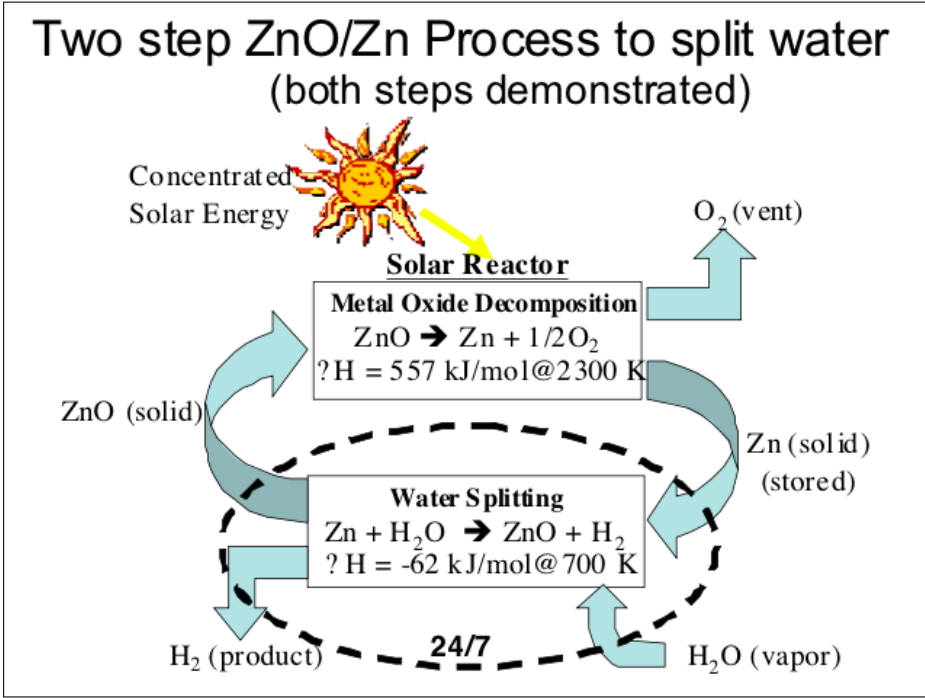 Two step ZnO/Zn Process to split water
(both steps demonstrated)
Concentrated
Solar Energy
O₂ (vent)
Solar Reactor
Metal Oxide Decomposition
ZnO ➔ Zn + 1/2O₂
?H = 557 kJ/mol@2300 K
ZnO (solid)
Zn (solid)
(stored)
Water Splitting
Zn + H₂O ➔ ZnO + H₂
?H = -62 kJ/mol@700 K
24/7
H₂ (product)
H₂O (vapor)